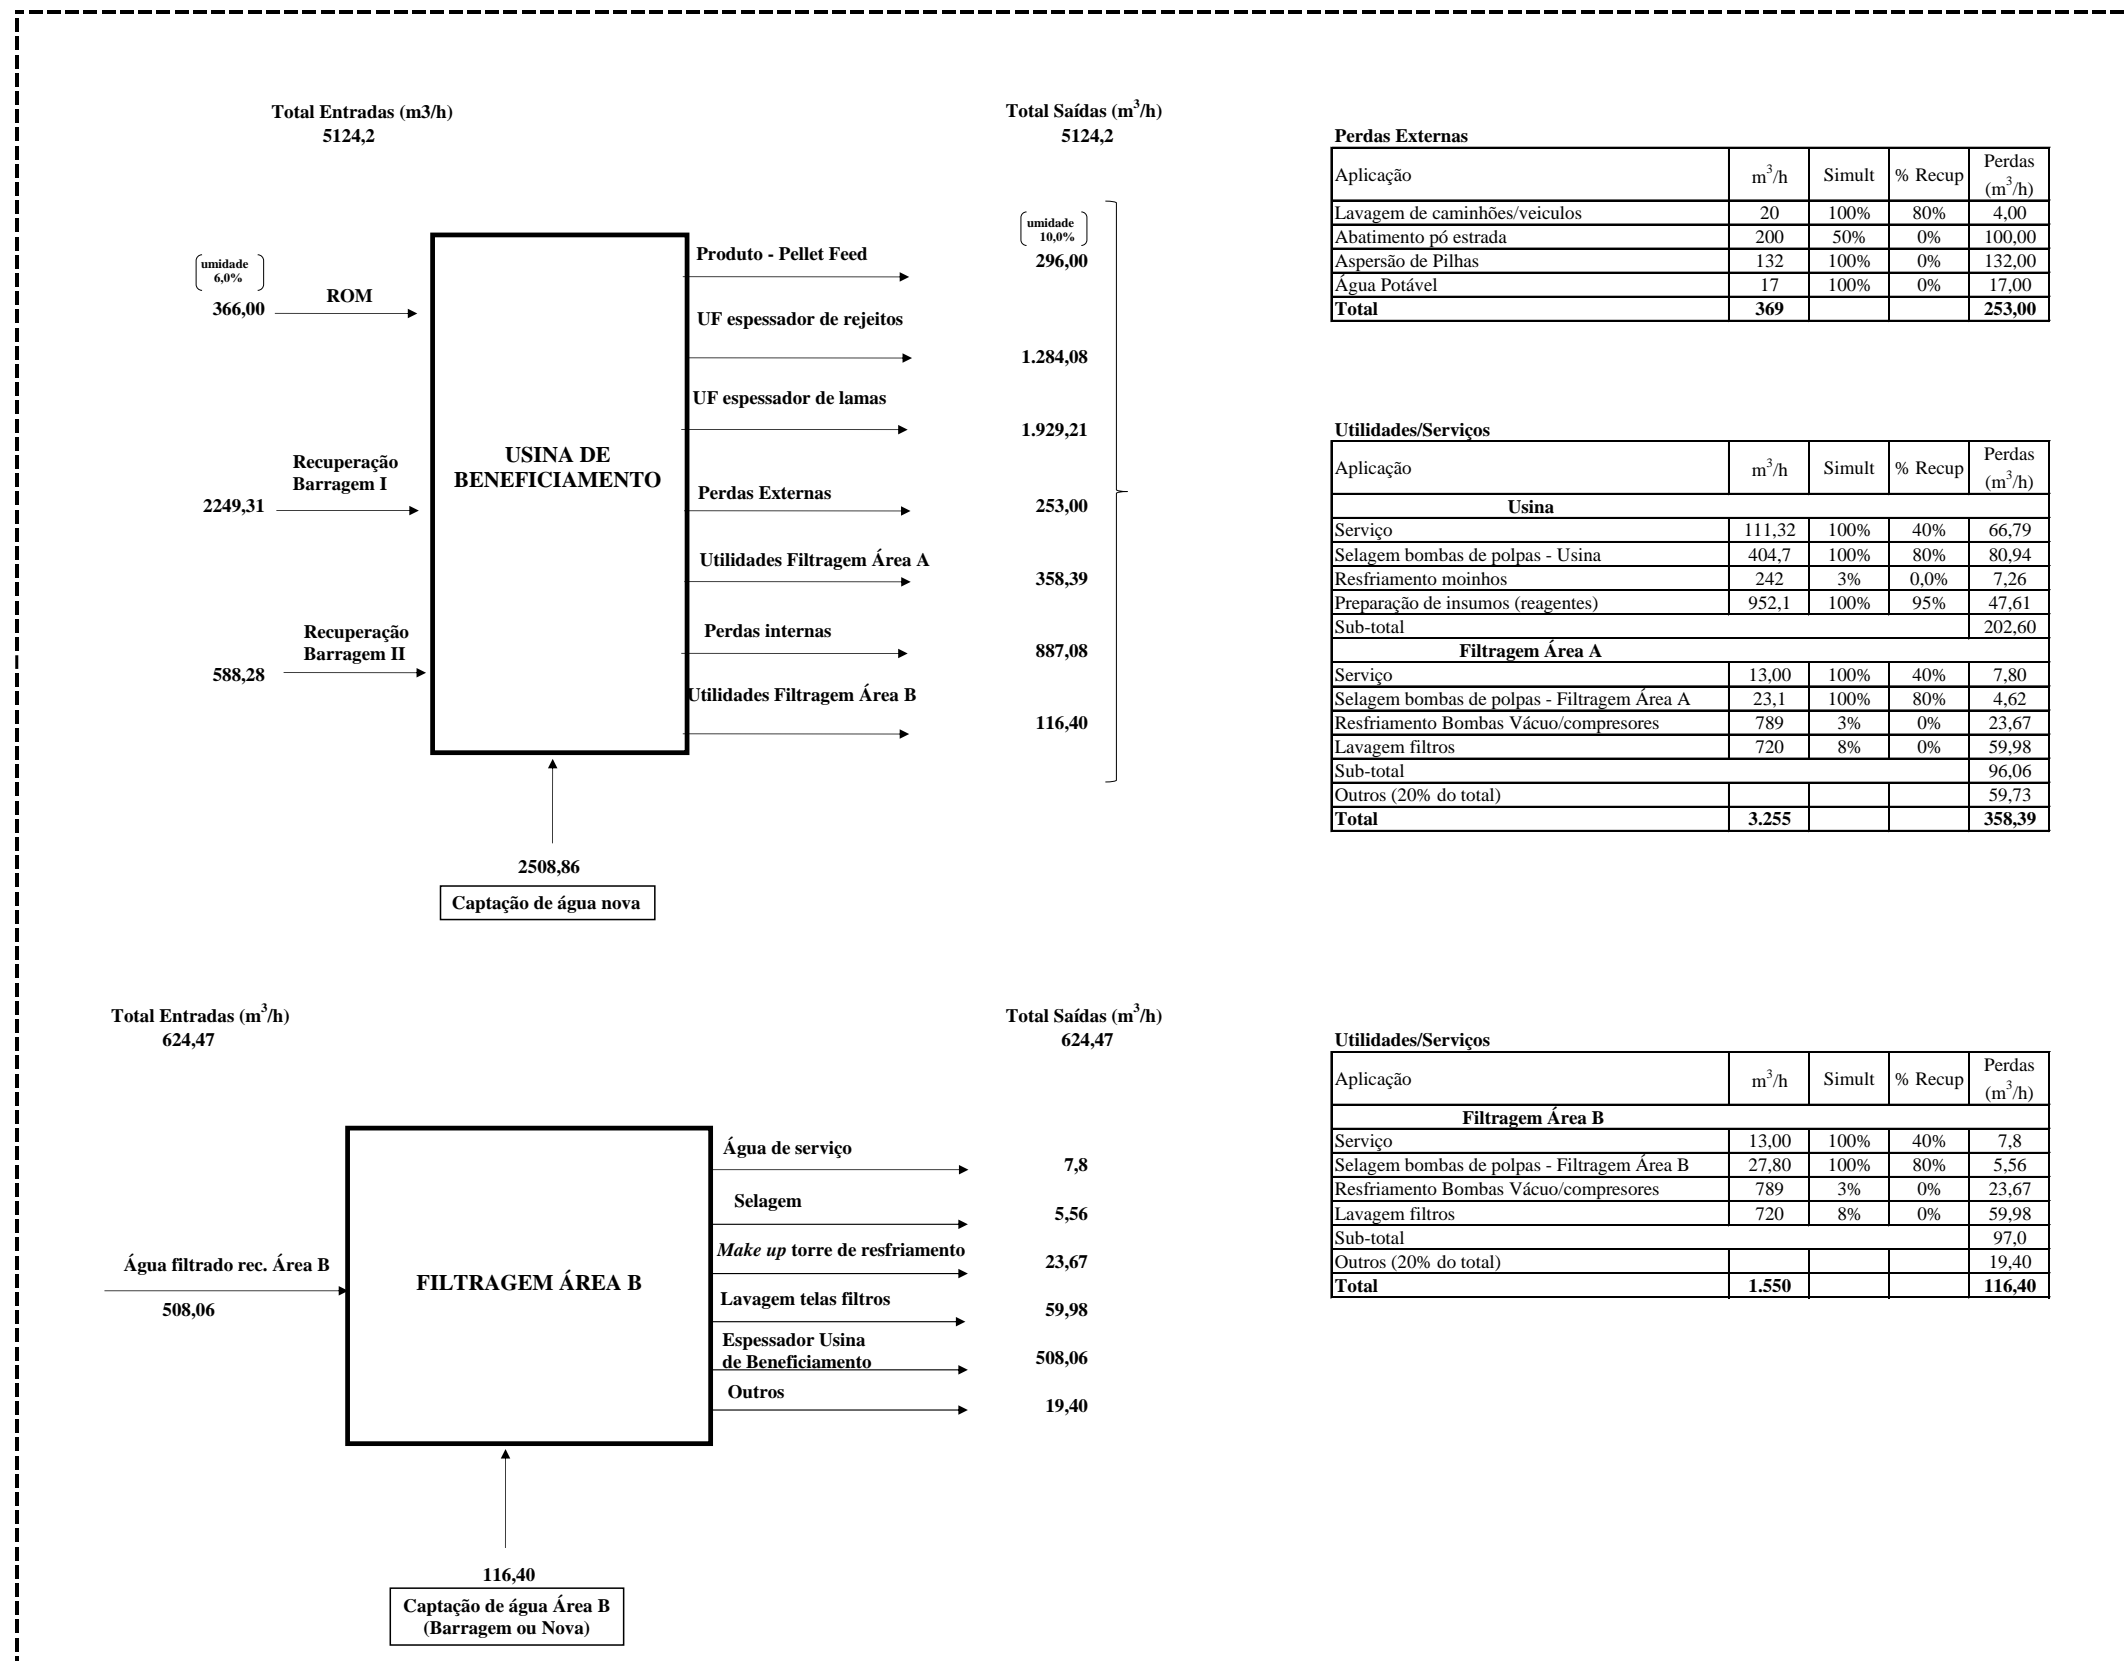 Total Entradas (m3/h)
5124,2
Total Saídas (m³/h)
5124,2
umidade
6,0%
366,00
ROM
Recuperação
Barragem I
2249,31
Recuperação
Barragem II
588,28
USINA DE
BENEFICIAMENTO
umidade
10,0%
Produto - Pellet Feed
296,00
UF espessador de rejeitos
1.284,08
UF espessador de lamas
1.929,21
Perdas Externas
253,00
Utilidades Filtragem Área A
358,39
Perdas internas
887,08
Utilidades Filtragem Área B
116,40
2508,86
Captação de água nova
Perdas Externas
Aplicação m³/h Simult % Recup Perdas (m³/h)
Lavagem de caminhões/veiculos 20 100% 80% 4,00
Abatimento pó estrada 200 50% 0% 100,00
Aspersão de Pilhas 132 100% 0% 132,00
Água Potável 17 100% 0% 17,00
Total 369 253,00
Utilidades/Serviços
Aplicação m³/h Simult % Recup Perdas (m³/h)
Usina
Serviço 111,32 100% 40% 66,79
Selagem bombas de polpas - Usina 404,7 100% 80% 80,94
Resfriamento moinhos 242 3% 0,0% 7,26
Preparação de insumos (reagentes) 952,1 100% 95% 47,61
Sub-total 202,60
Filtragem Área A
Serviço 13,00 100% 40% 7,80
Selagem bombas de polpas - Filtragem Área A 23,1 100% 80% 4,62
Resfriamento Bombas Vácuo/compresores 789 3% 0% 23,67
Lavagem filtros 720 8% 0% 59,98
Sub-total 96,06
Outros (20% do total) 59,73
Total 3.255 358,39
Total Entradas (m³/h)
624,47
Total Saídas (m³/h)
624,47
Água filtrado rec. Área B
508,06
FILTRAGEM ÁREA B
Água de serviço
7,8
Selagem
5,56
Make up torre de resfriamento
23,67
Lavagem telas filtros
59,98
Espessador Usina
de Beneficiamento
508,06
Outros
19,40
116,40
Captação de água Área B
(Barragem ou Nova)
Utilidades/Serviços
Aplicação m³/h Simult % Recup Perdas (m³/h)
Filtragem Área B
Serviço 13,00 100% 40% 7,8
Selagem bombas de polpas - Filtragem Área B 27,80 100% 80% 5,56
Resfriamento Bombas Vácuo/compresores 789 3% 0% 23,67
Lavagem filtros 720 8% 0% 59,98
Sub-total 97,0
Outros (20% do total) 19,40
Total 1.550 116,40